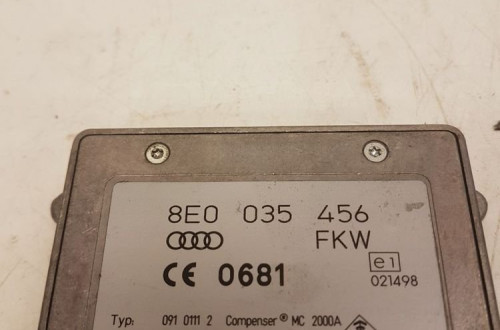 8E0 035 456
FKW
CE 0681
e1
021498
Typ: 091 0111 2 Compenser® MC 2000A